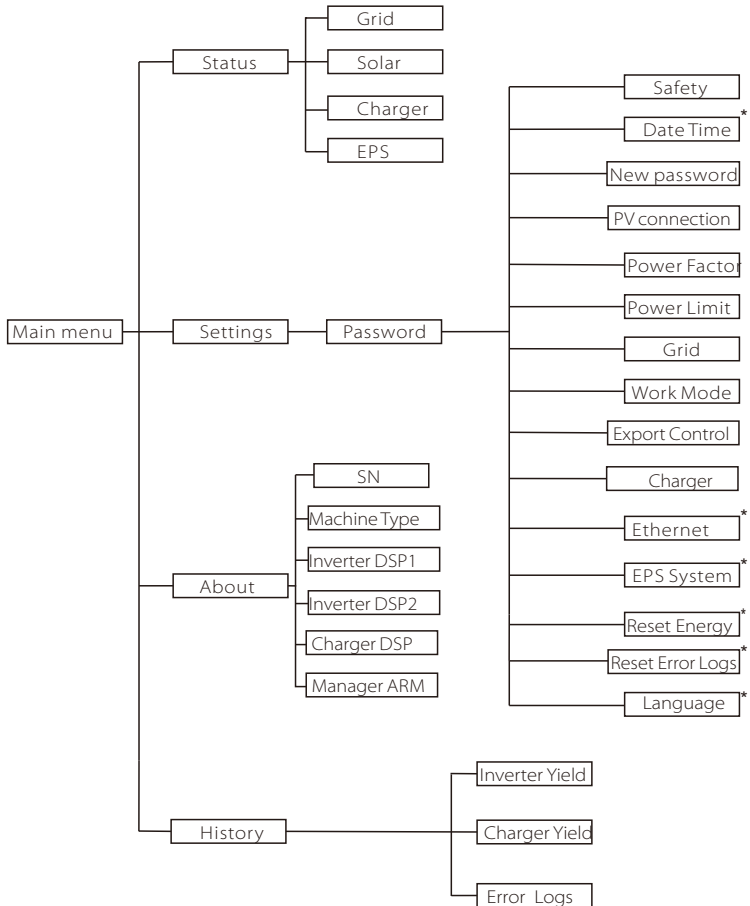 Grid
Status
Solar
Charger
EPS
Safety
Date Time*
New password
PV connection
Power Factor
Power Limit
Main menu
Settings
Password
Grid
Work Mode
Export Control
Charger
Ethernet*
EPS System*
Reset Energy*
Reset Error Logs*
Language*
SN
Machine Type
Inverter DSP1
About
Inverter DSP2
Charger DSP
Manager ARM
Inverter Yield
History
Charger Yield
Error Logs